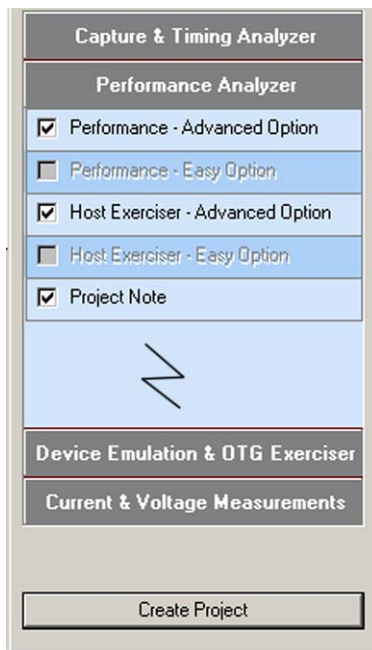 Capture & Timing Analyzer
Performance Analyzer
Performance - Advanced Option
Performance - Easy Option
Host Exerciser - Advanced Option
Host Exerciser - Easy Option
Project Note
Device Emulation & OTG Exerciser
Current & Voltage Measurements
Create Project